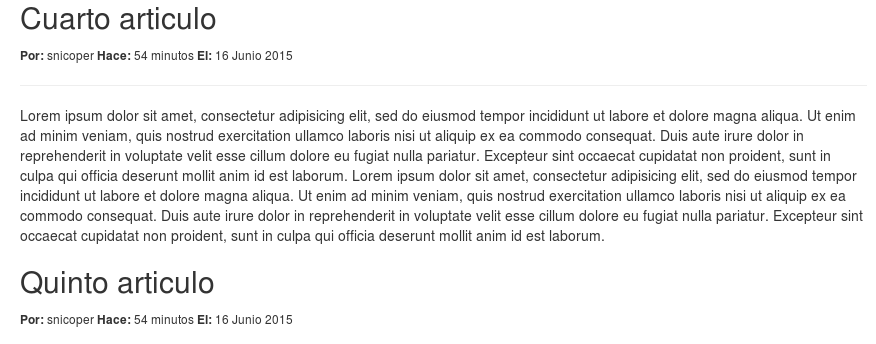 Cuarto articulo
Por: snicoper Hace: 54 minutos El: 16 Junio 2015
Lorem ipsum dolor sit amet, consectetur adipisicing elit, sed do eiusmod tempor incididunt ut labore et dolore magna aliqua. Ut enim
ad minim veniam, quis nostrud exercitation ullamco laboris nisi ut aliquip ex ea commodo consequat. Duis aute irure dolor in
reprehenderit in voluptate velit esse cillum dolore eu fugiat nulla pariatur. Excepteur sint occaecat cupidatat non proident, sunt in
culpa qui officia deserunt mollit anim id est laborum. Lorem ipsum dolor sit amet, consectetur adipisicing elit, sed do eiusmod tempor
incididunt ut labore et dolore magna aliqua. Ut enim ad minim veniam, quis nostrud exercitation ullamco laboris nisi ut aliquip ex ea
commodo consequat. Duis aute irure dolor in reprehenderit in voluptate velit esse cillum dolore eu fugiat nulla pariatur. Excepteur sint
occaecat cupidatat non proident, sunt in culpa qui officia deserunt mollit anim id est laborum.
Quinto articulo
Por: snicoper Hace: 54 minutos El: 16 Junio 2015